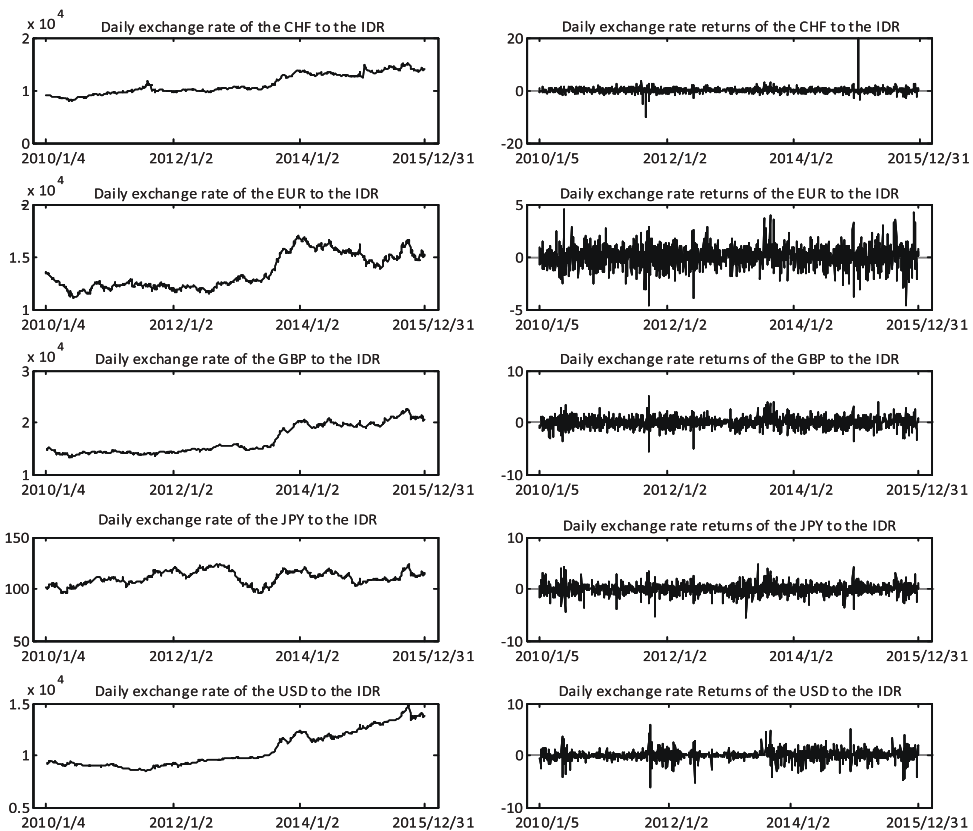 x 10^4
Daily exchange rate of the CHF to the IDR
2
1
0
2010/1/4 2012/1/2 2014/1/2 2015/12/31
Daily exchange rate returns of the CHF to the IDR
20
0
-20
2010/1/5 2012/1/2 2014/1/2 2015/12/31
x 10^4
Daily exchange rate of the EUR to the IDR
2
1.5
1
2010/1/4 2012/1/2 2014/1/2 2015/12/31
Daily exchange rate returns of the EUR to the IDR
5
0
-5
2010/1/5 2012/1/2 2014/1/2 2015/12/31
x 10^4
Daily exchange rate of the GBP to the IDR
3
2
1
2010/1/4 2012/1/2 2014/1/2 2015/12/31
Daily exchange rate returns of the GBP to the IDR
10
0
-10
2010/1/5 2012/1/2 2014/1/2 2015/12/31
Daily exchange rate of the JPY to the IDR
150
100
50
2010/1/4 2012/1/2 2014/1/2 2015/12/31
Daily exchange rate returns of the JPY to the IDR
10
0
-10
2010/1/5 2012/1/2 2014/1/2 2015/12/31
x 10^4
Daily exchange rate of the USD to the IDR
1.5
1
0.5
2010/1/4 2012/1/2 2014/1/2 2015/12/31
Daily exchange rate Returns of the USD to the IDR
10
0
-10
2010/1/5 2012/1/2 2014/1/2 2015/12/31